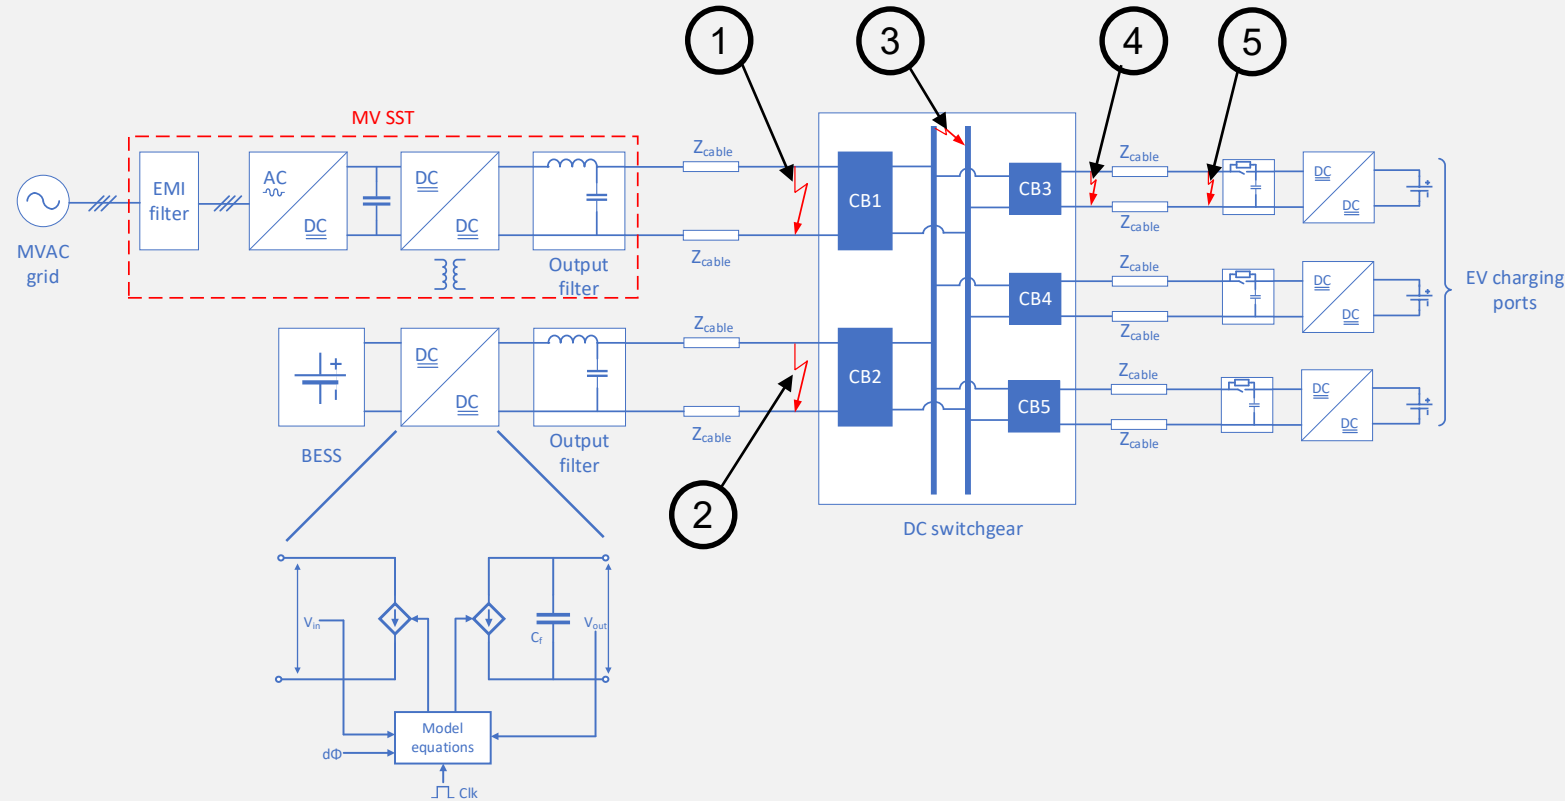 1
3
4
5
MV SST
EMI
filter
AC
DC
DC
DC
Output
filter
MVAC
grid
Zcable
Zcable
CB1
CB3
Zcable
Zcable
DC
DC
CB4
Zcable
Zcable
DC
DC
EV charging
ports
BESS
DC
DC
Output
filter
Zcable
Zcable
CB2
CB5
Zcable
Zcable
DC
DC
2
DC switchgear
Vin
Cf
Vout
Model
equations
dΦ
Clk